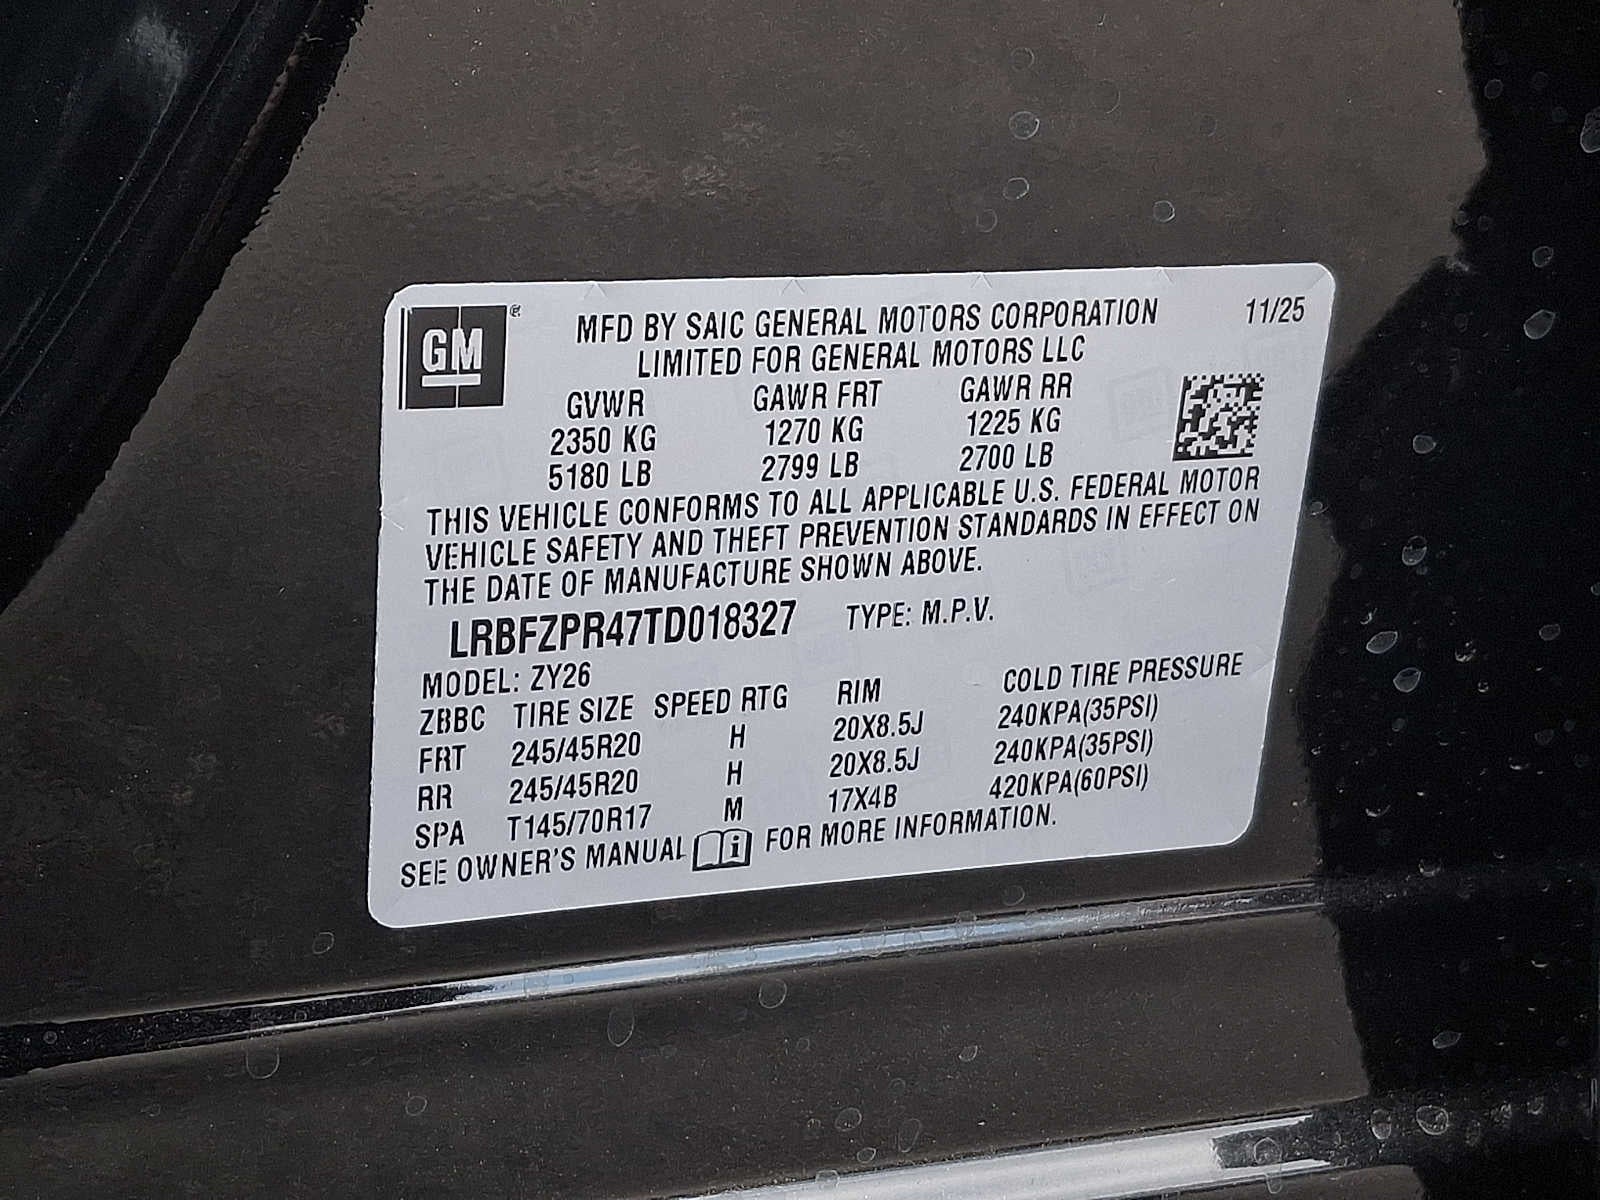 GM®
MFD BY SAIC GENERAL MOTORS CORPORATION 11/25
LIMITED FOR GENERAL MOTORS LLC
GVWR GAWR FRT GAWR RR
2350 KG 1270 KG 1225 KG
5180 LB 2799 LB 2700 LB
THIS VEHICLE CONFORMS TO ALL APPLICABLE U.S. FEDERAL MOTOR
VEHICLE SAFETY AND THEFT PREVENTION STANDARDS IN EFFECT ON
THE DATE OF MANUFACTURE SHOWN ABOVE.
LRBFZPR47TD018327 TYPE: M.P.V.
MODEL: ZY26
ZBBC TIRE SIZE SPEED RTG RIM COLD TIRE PRESSURE
FRT 245/45R20 H 20X8.5J 240KPA(35PSI)
RR 245/45R20 H 20X8.5J 240KPA(35PSI)
SPA T145/70R17 M 17X4B 420KPA(60PSI)
SEE OWNER'S MANUAL i FOR MORE INFORMATION.